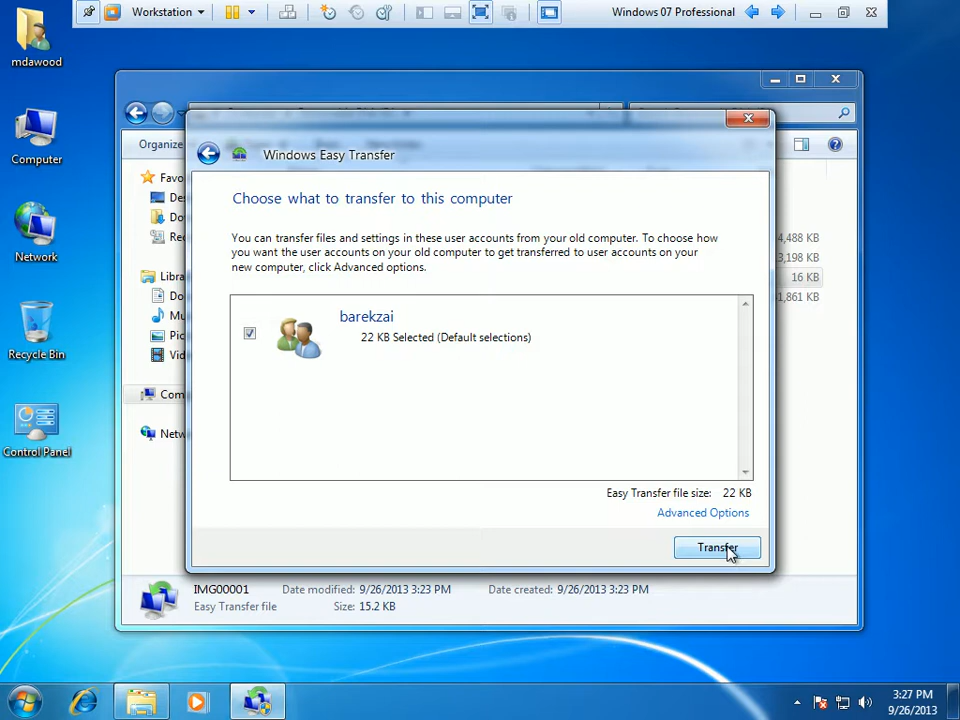 Workstation
Windows 07 Professional
mdawood
Computer
Network
Recycle Bin
Control Panel
Organize
Windows Easy Transfer
Choose what to transfer to this computer
You can transfer files and settings in these user accounts from your old computer. To choose how
you want the user accounts on your old computer to get transferred to user accounts on your
new computer, click Advanced options.
barekzai
22 KB Selected (Default selections)
Easy Transfer file size: 22 KB
Advanced Options
Transfer
Favo
Des
Do
Rec
Libra
Do
Mu
Pic
Vid
Com
Netw
4,488 KB
3,198 KB
16 KB
1,861 KB
IMG00001 Date modified: 9/26/2013 3:23 PM Date created: 9/26/2013 3:23 PM
Easy Transfer file Size: 15.2 KB
3:27 PM
9/26/2013